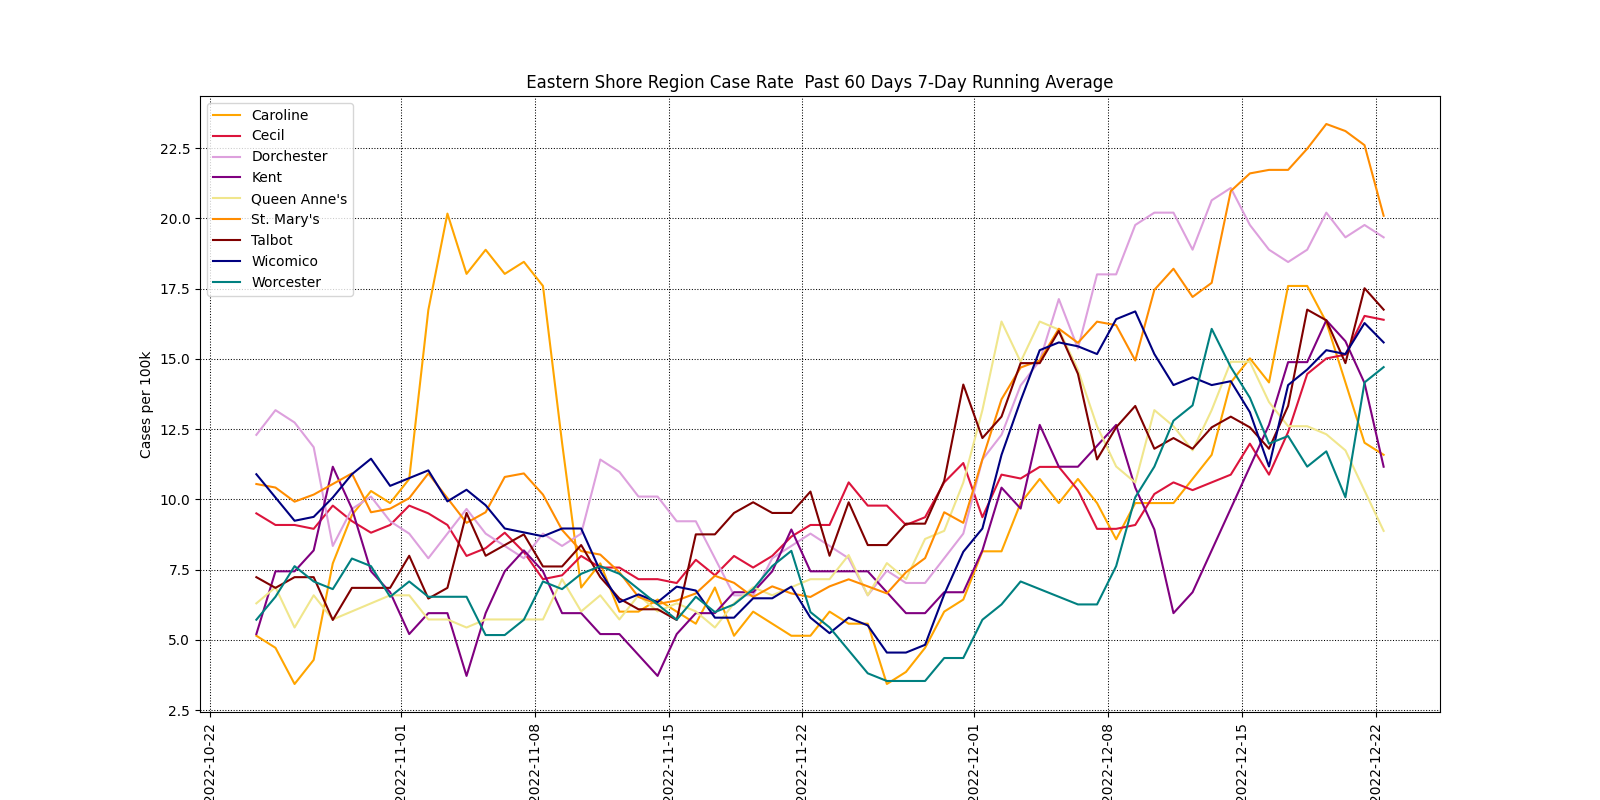 Eastern Shore Region Case Rate  Past 60 Days 7-Day Running Average
Caroline
Cecil
Dorchester
Kent
Queen Anne's
St. Mary's
Talbot
Wicomico
Worcester
Cases per 100k
22.5
20.0
17.5
15.0
12.5
10.0
7.5
5.0
2.5
2022-10-22
2022-11-01
2022-11-08
2022-11-15
2022-11-22
2022-12-01
2022-12-08
2022-12-15
2022-12-22